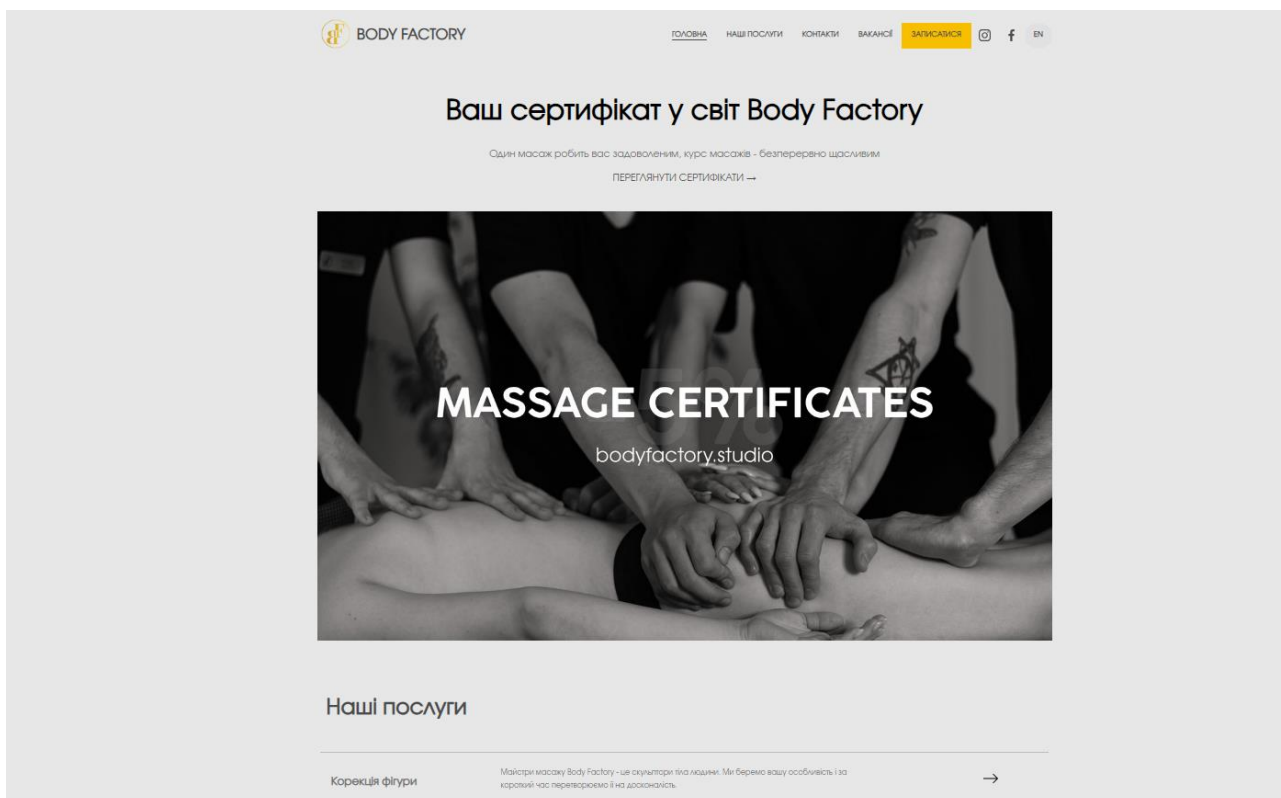 BODY FACTORY
ГОЛОВНА НАШІ ПОСЛУГИ КОНТАКТИ ВАКАНСІЇ ЗАПИСАТИСЯ EN
Ваш сертифікат у світ Body Factory
Один масаж робить вас задоволеним, курс масажів - безперервно щасливим
ПЕРЕГЛЯНУТИ СЕРТИФІКАТИ →
5%
MASSAGE CERTIFICATES
bodyfactory.studio
Наші послуги
Корекція фігури
Майстри масажу Body Factory - це скульптори тіла людини. Ми беремо вашу особливість і за
короткий час перетворюємо її на досконалість.